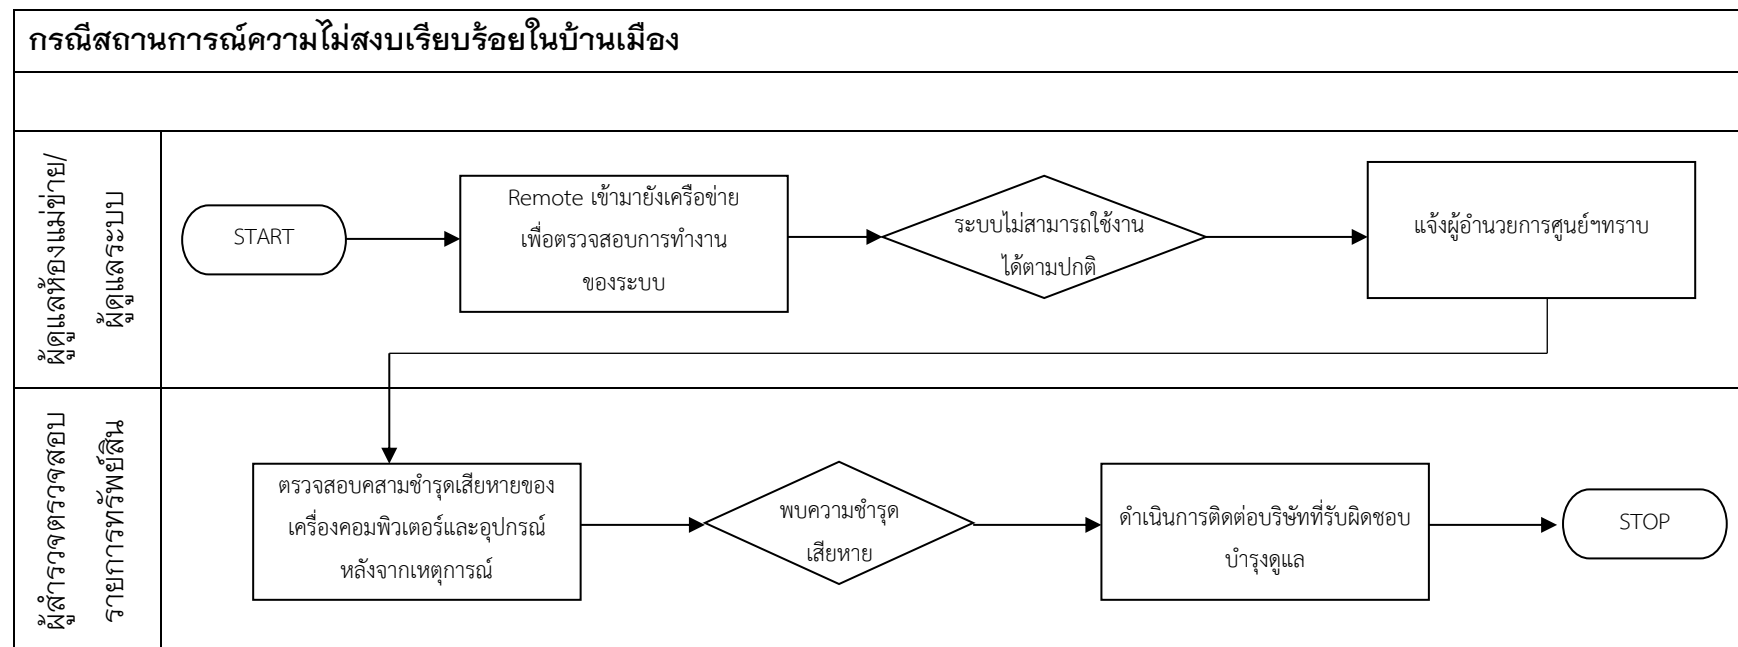 กรณีสถานการณ์ความไม่สงบเรียบร้อยในบ้านเมือง
ผู้ดูแลห้องแม่ข่าย/
ผู้ดูแลระบบ
START
Remote เข้ามายังเครือข่าย
เพื่อตรวจสอบการทำงาน
ของระบบ
ระบบไม่สามารถใช้งาน
ได้ตามปกติ
แจ้งผู้อำนวยการศูนย์ฯทราบ
ผู้สำรวจตรวจสอบ
รายการทรัพย์สิน
ตรวจสอบคสามชำรุดเสียหายของ
เครื่องคอมพิวเตอร์และอุปกรณ์
หลังจากเหตุการณ์
พบความชำรุด
เสียหาย
ดำเนินการติดต่อบริษัทที่รับผิดชอบ
บำรุงดูแล
STOP